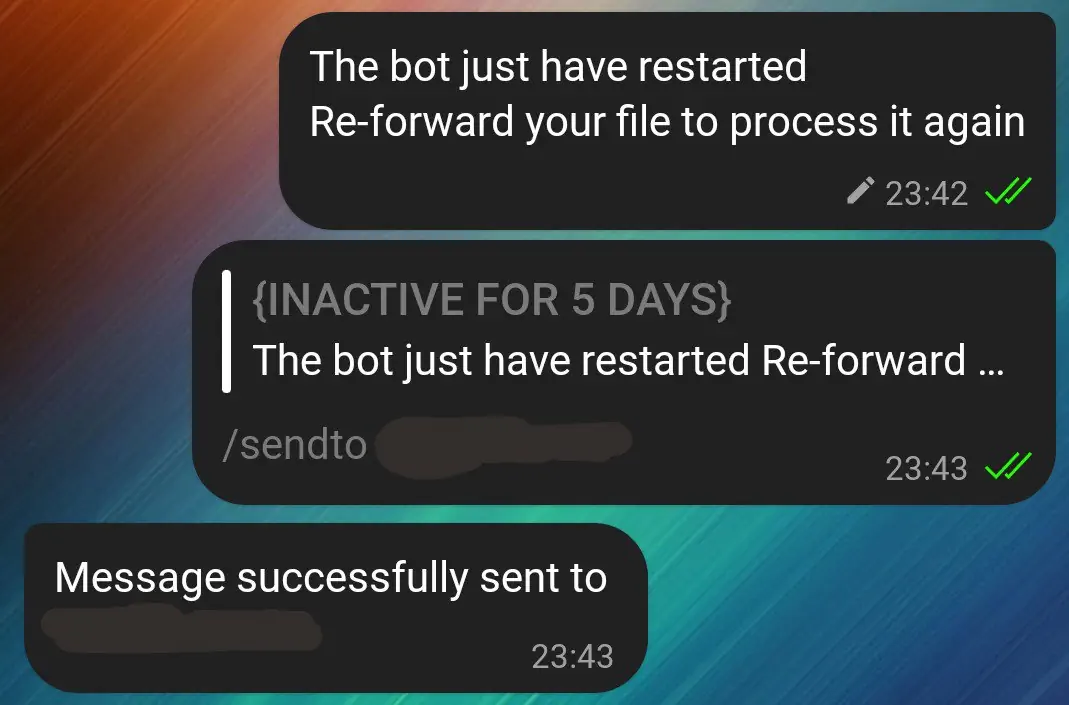 The bot just have restarted
Re-forward your file to process it again
23:42
{INACTIVE FOR 5 DAYS}
The bot just have restarted Re-forward ...
/sendto
23:43
Message successfully sent to
23:43